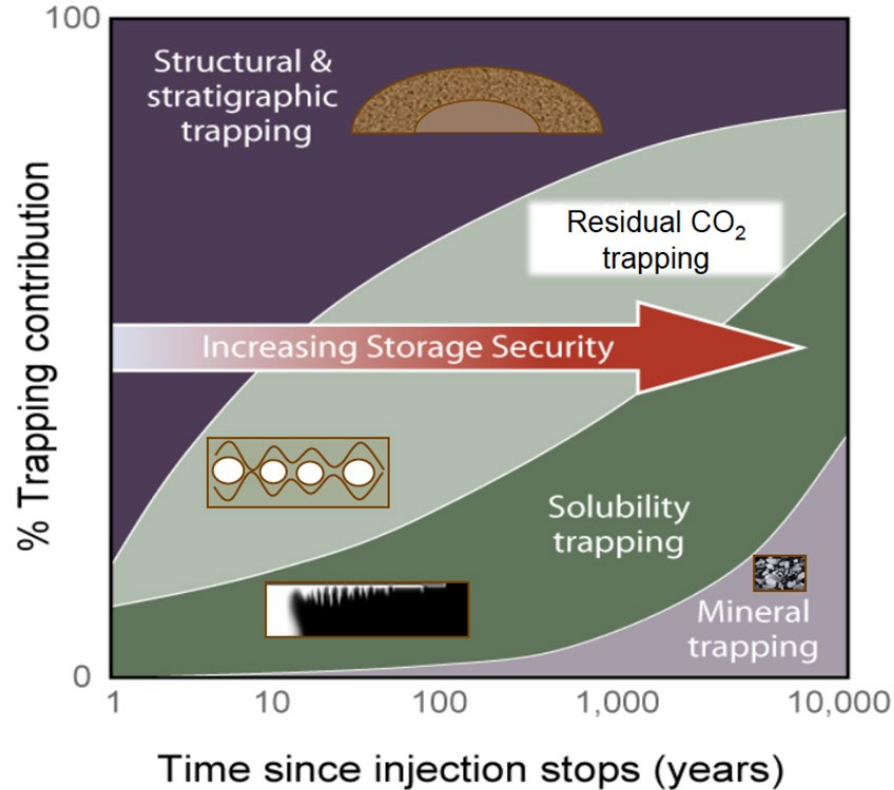 100
Structural &
stratigraphic
trapping
Residual CO₂
trapping
% Trapping contribution
Increasing Storage Security
Solubility
trapping
Mineral
trapping
0
1 10 100 1,000 10,000
Time since injection stops (years)